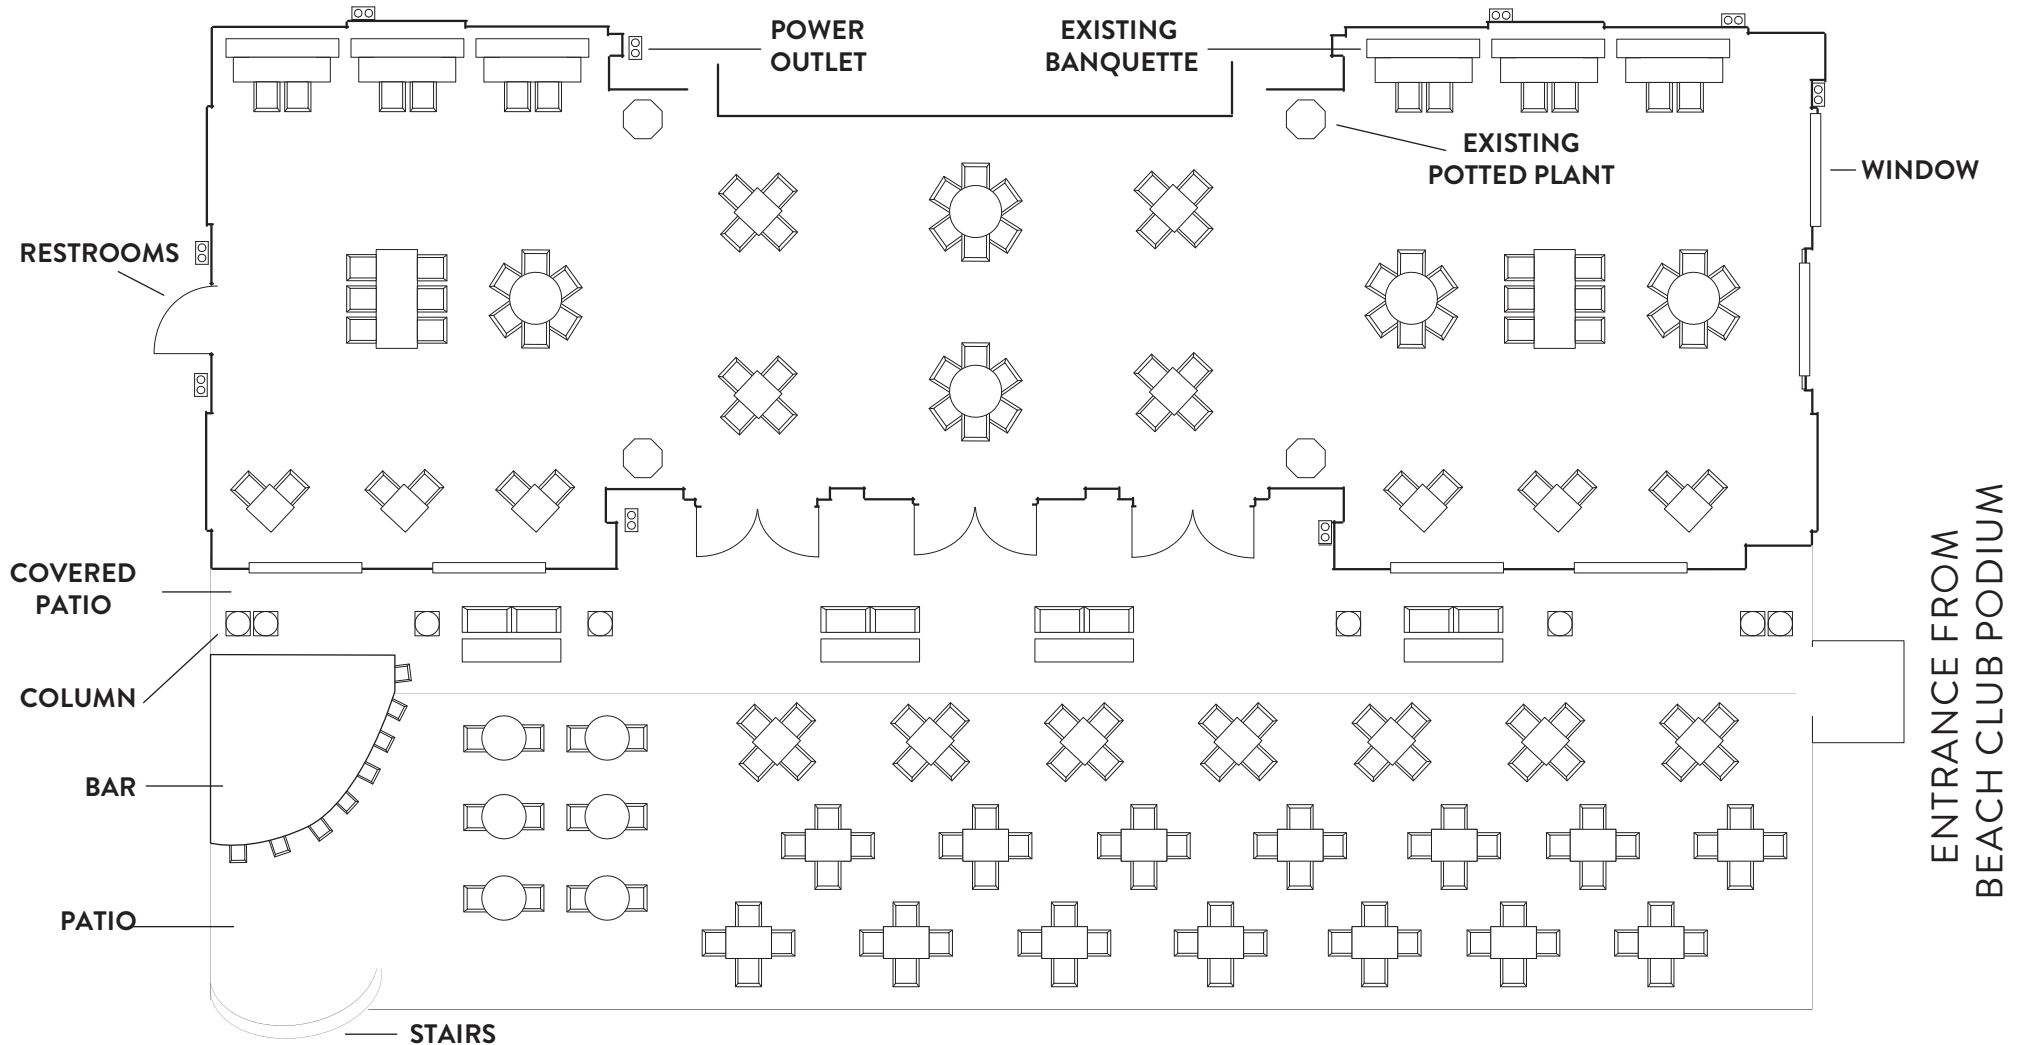 POWER
OUTLET
EXISTING
BANQUETTE
EXISTING
POTTED PLANT
WINDOW
RESTROOMS
COVERED
PATIO
COLUMN
BAR
PATIO
STAIRS
ENTRANCE FROM
BEACH CLUB PODIUM